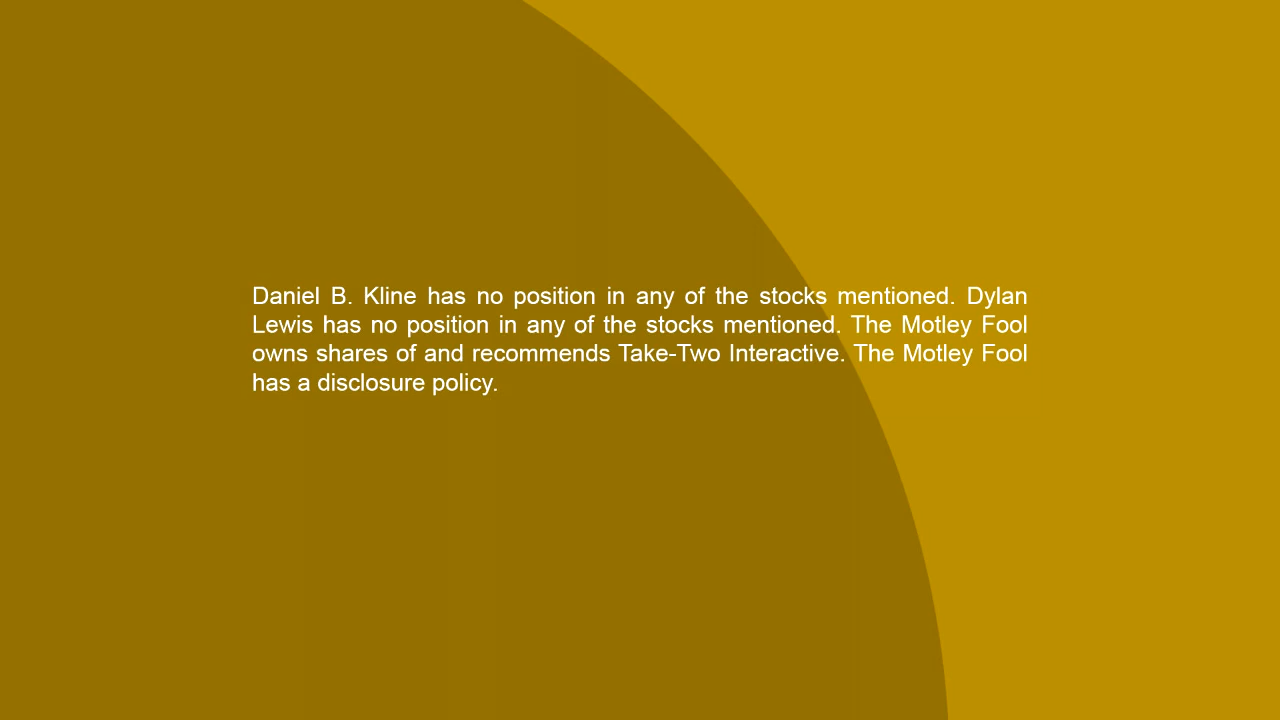 Daniel B. Kline has no position in any of the stocks mentioned. Dylan
Lewis has no position in any of the stocks mentioned. The Motley Fool
owns shares of and recommends Take-Two Interactive. The Motley Fool
has a disclosure policy.